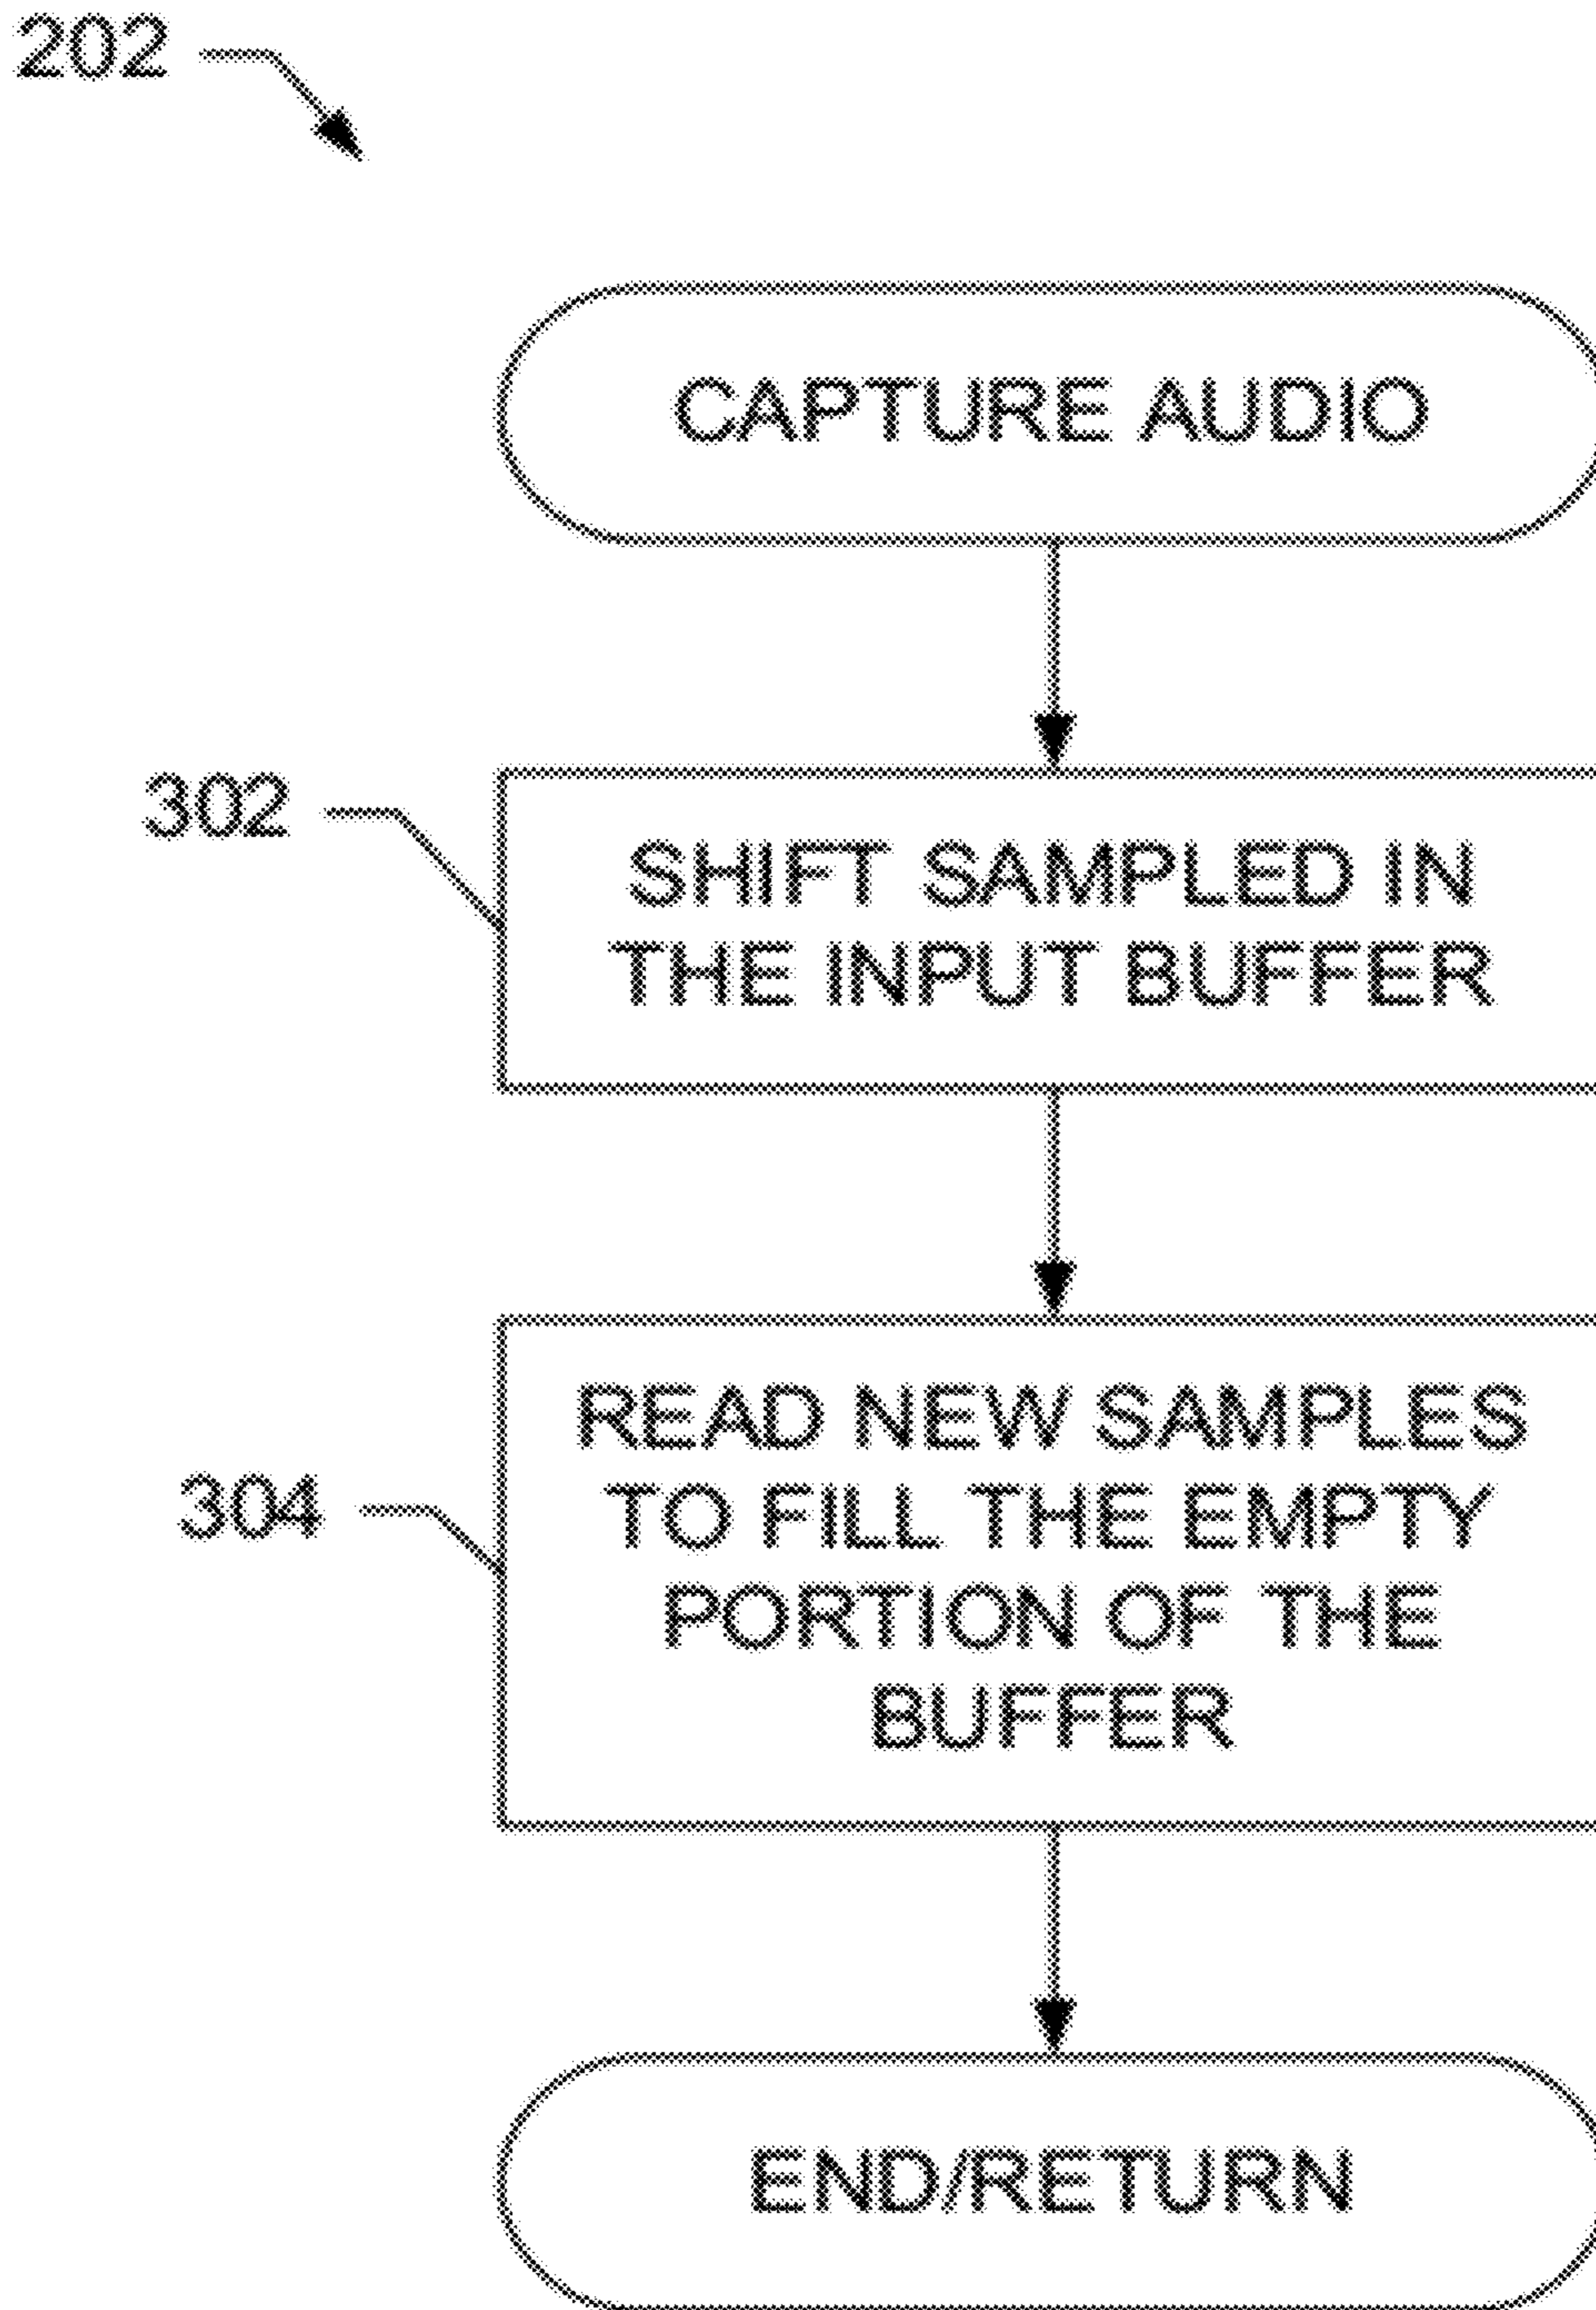 202
CAPTURE AUDIO
302
SHIFT SAMPLED IN
THE INPUT BUFFER
READ NEW SAMPLES
TO FILL THE EMPTY
304
PORTION OF THE
BUFFER
END/RETURN